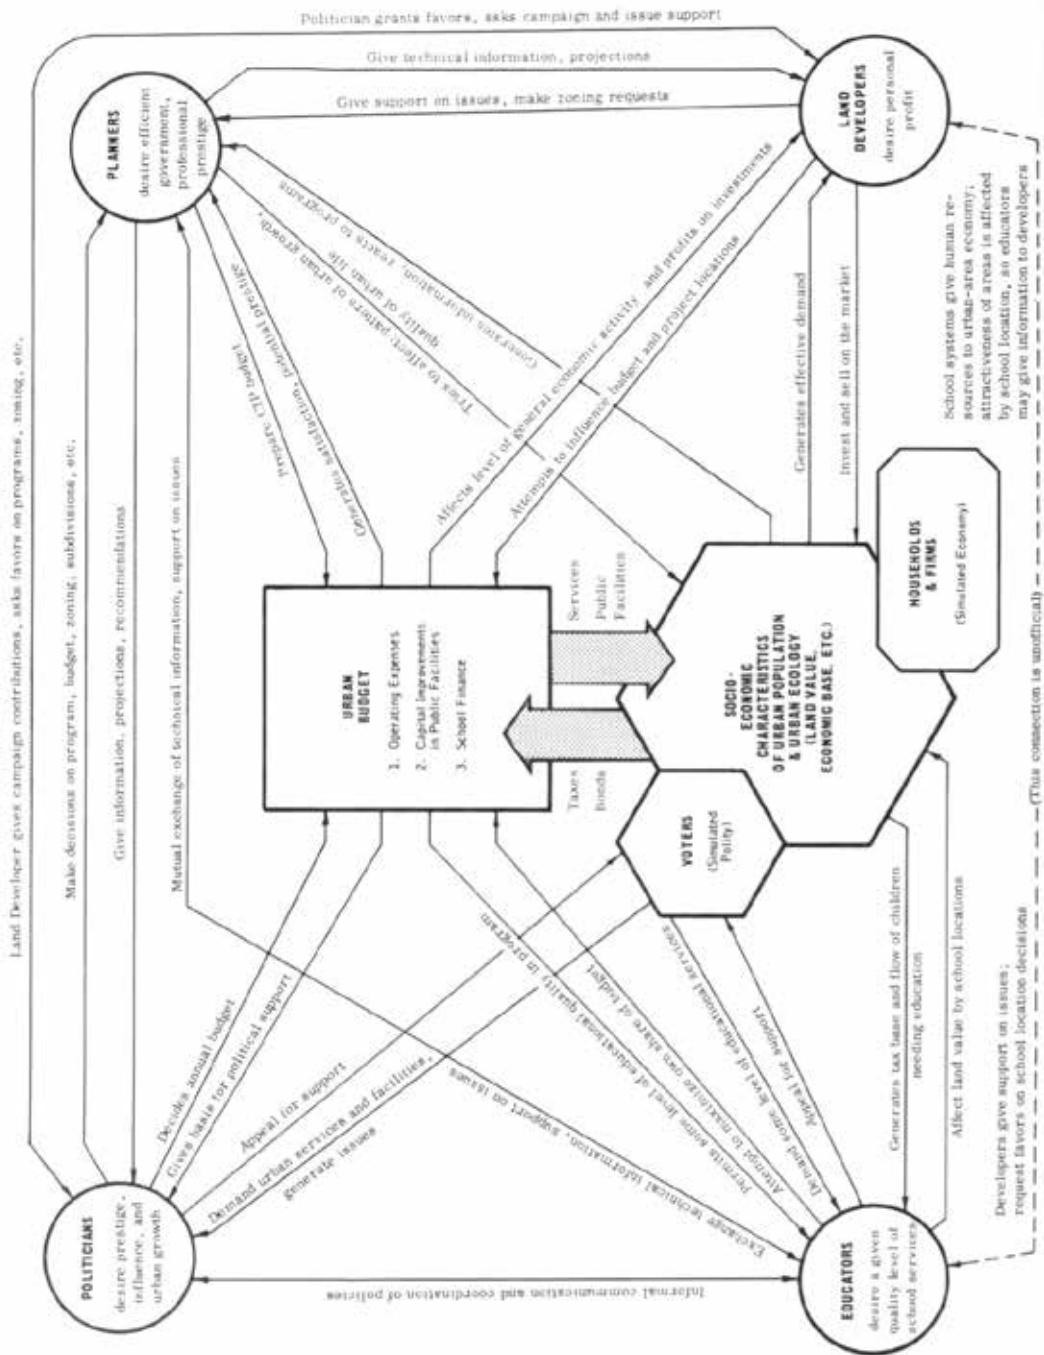 Politician grants favors, asks campaign and issue support
Give technical information, projections
Give support on issues, make zoning requests
PLANNERS
desire efficient
government,
professional
prestige
LAND
DEVELOPERS
desire personal
profit
Land Developer gives campaign contributions, asks favors on programs, zoning, etc.
Make decisions on program, budget, zoning, subdivisions, etc.
Give information, projections, recommendations
Mutual exchange of technical information, support on issues
Prepare CIP budget
Generates satisfaction, potential prestige
Tries to affect: pattern of urban growth,
quality of urban life
Generates information, reacts to programs
Affects level of general economic activity and profits on investments
Attempts to influence budget and project locations
Generates effective demand
Invest and sell on the market
School systems give human re-
sources to urban-area economy;
attractiveness of areas is affected
by school location, so educators
may give information to developers
URBAN
BUDGET
1. Operating Expenses
2. Capital Improvements
in Public Facilities
3. School Finance
Services
Public
Facilities
Taxes
Bonds
SOCIO-
ECONOMIC
CHARACTERISTICS
OF URBAN POPULATION
& URBAN ECOLOGY
(LAND VALUE,
ECONOMIC BASE, ETC.)
HOUSEHOLDS
& FIRMS
(Simulated Economy)
VOTERS
(Simulated
Polity)
(This connection is unofficial)
Decides annual budget
Gives basis for political support
Appeal for support
Demand urban services and facilities,
generate issues
Exchange technical information, support on issues
Permits some level of educational quality in program
Attempt to maximize own share of budget
Demand some level of educational services
Appeal for support
Generates tax base and flow of children
needing education
Affect land value by school locations
Developers give support on issues;
request favors on school location decisions
POLITICIANS
desire prestige,
influence, and
urban growth
Informal communication and coordination of policies
EDUCATORS
desire a given
quality level of
school services